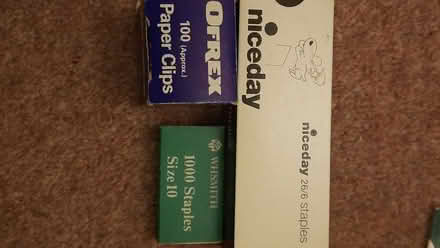 OFREX
100 (Approx.)
Paper Clips
WHSMITH
1000 Staples
Size 10
niceday
niceday 26/6 staples